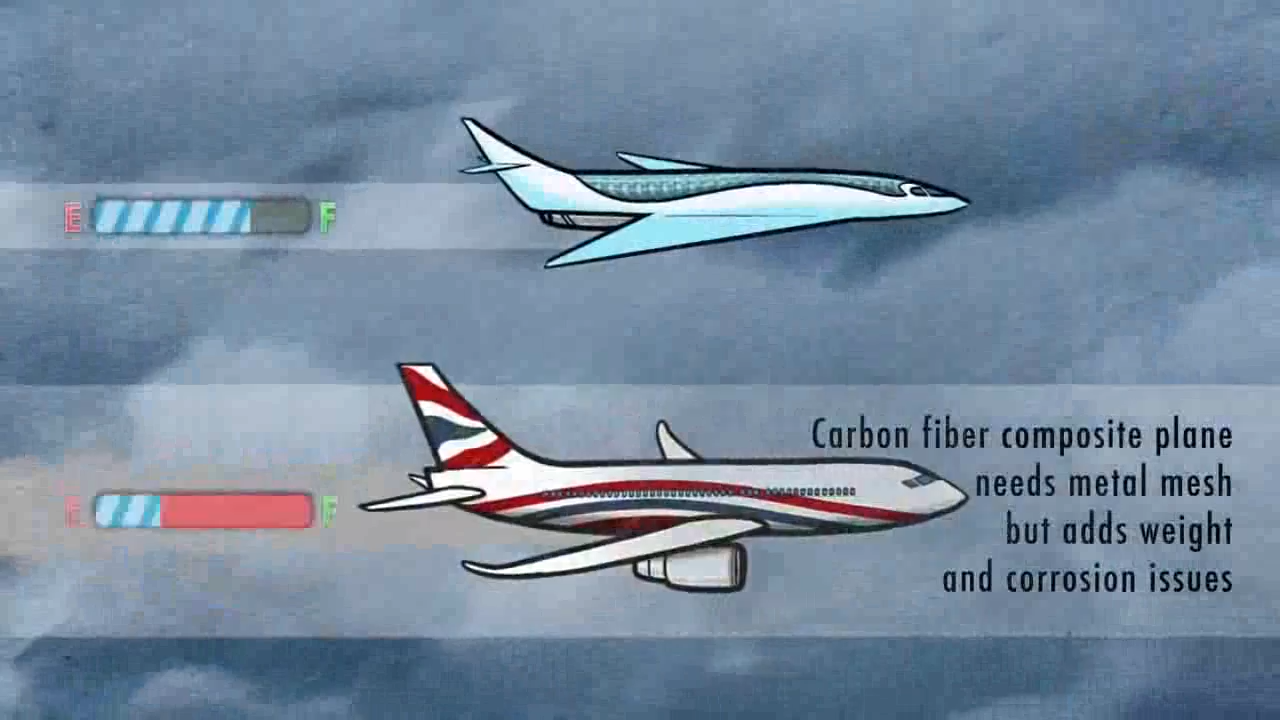 E F
Carbon fiber composite plane
needs metal mesh
E F
but adds weight
and corrosion issues